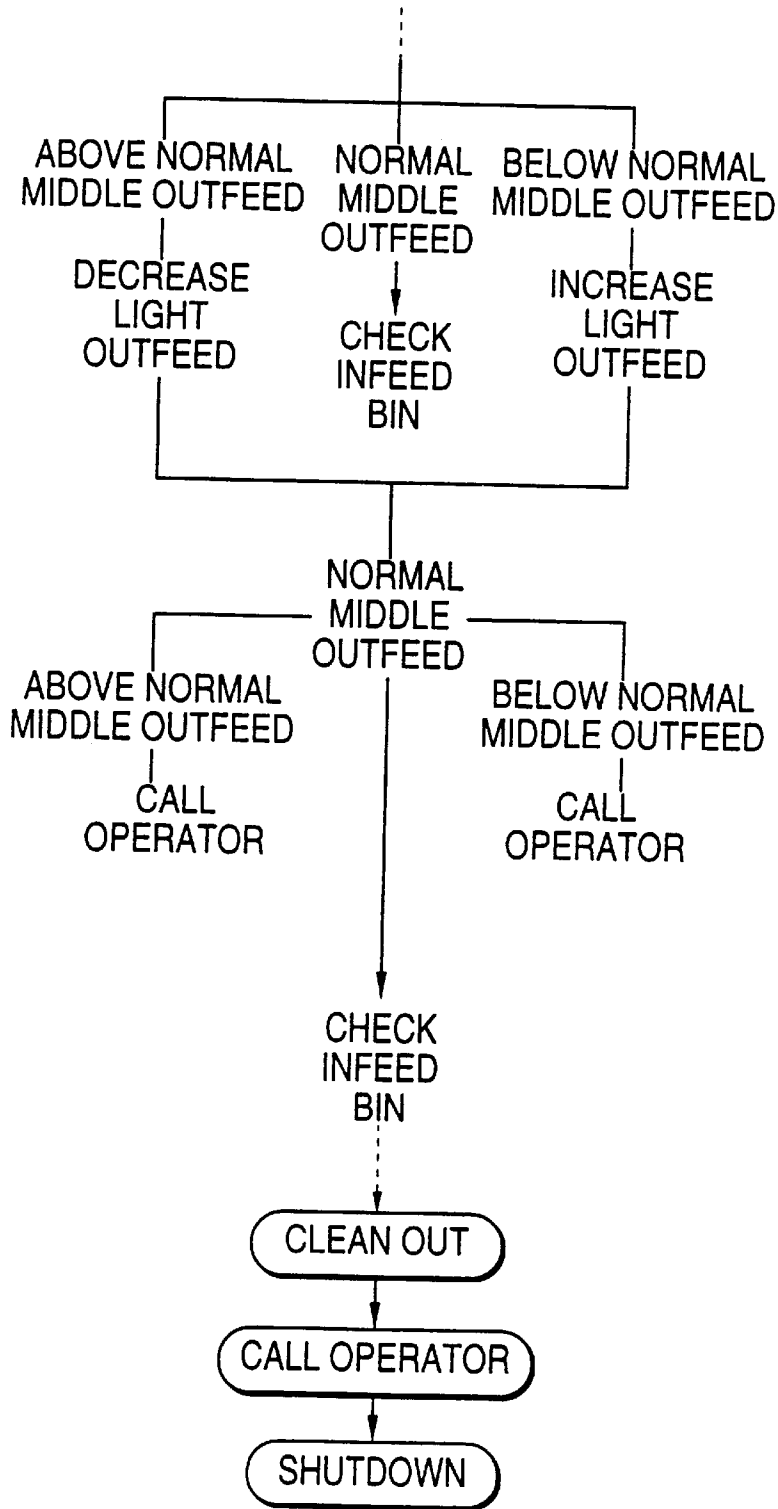 ABOVE NORMAL
MIDDLE OUTFEED
NORMAL
MIDDLE
OUTFEED
BELOW NORMAL
MIDDLE OUTFEED
DECREASE
LIGHT
OUTFEED
CHECK
INFEED
BIN
INCREASE
LIGHT
OUTFEED
NORMAL
MIDDLE
OUTFEED
ABOVE NORMAL
MIDDLE OUTFEED
BELOW NORMAL
MIDDLE OUTFEED
CALL
OPERATOR
CALL
OPERATOR
CHECK
INFEED
BIN
CLEAN OUT
CALL OPERATOR
SHUTDOWN